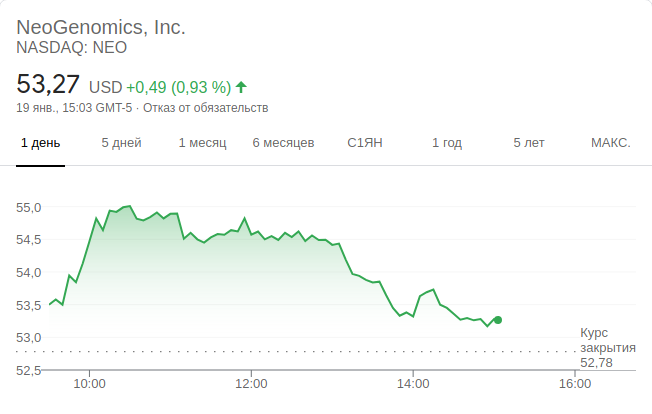 NeoGenomics, Inc.
NASDAQ: NEO
53,27 USD +0,49 (0,93 %)
19 янв., 15:03 GMT-5 · Отказ от обязательств
1 день 5 дней 1 месяц 6 месяцев С1ЯН 1 год 5 лет МАКС.
55,0
54,5
54,0
53,5
53,0
52,5
Курс
закрытия
52,78
10:00 12:00 14:00 16:00